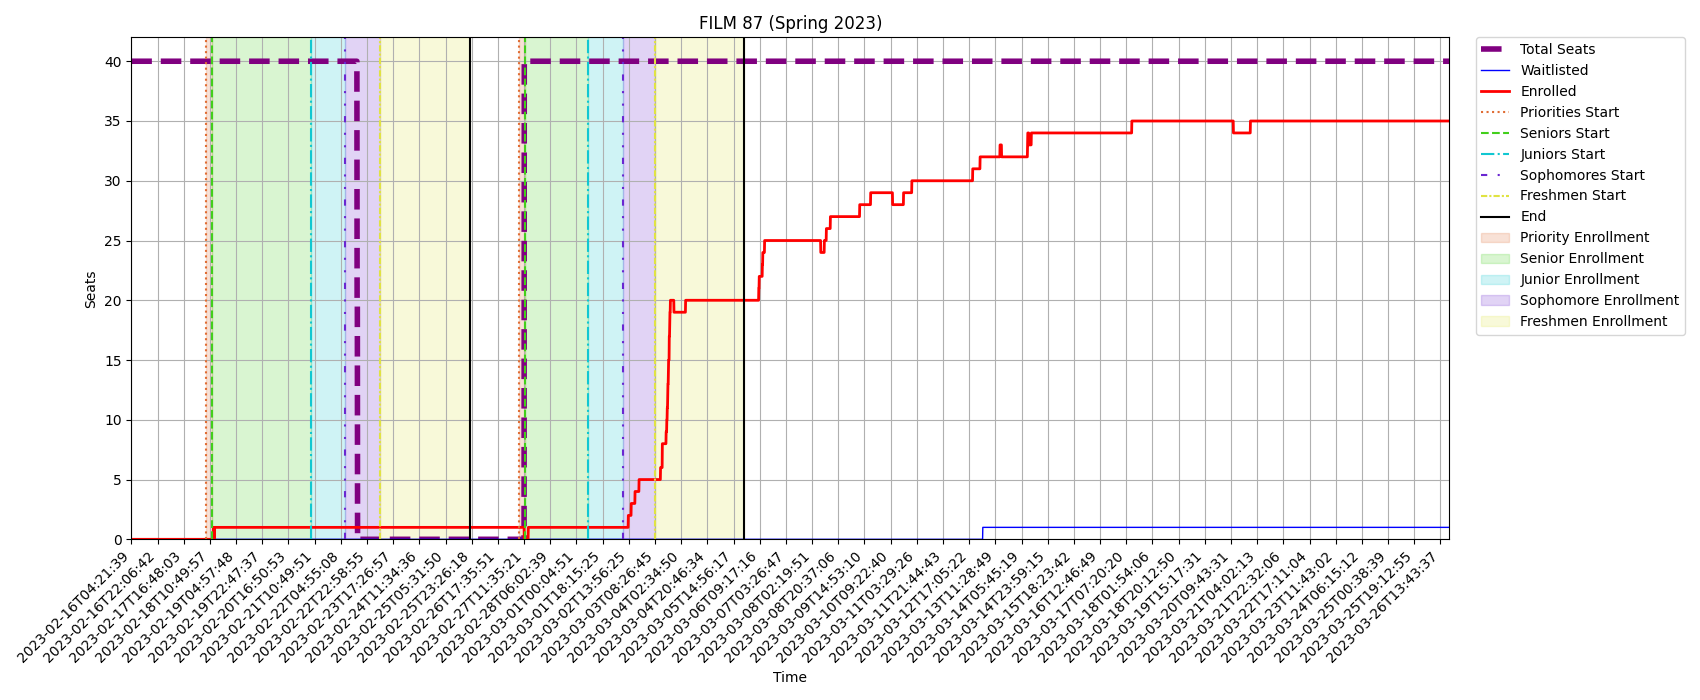 FILM 87 (Spring 2023)
Seats
40
35
30
25
20
15
10
5
0
2023-02-16T04:21:39
2023-02-16T22:06:42
2023-02-17T16:48:03
2023-02-18T10:49:57
2023-02-19T04:57:48
2023-02-19T22:47:37
2023-02-20T16:50:53
2023-02-21T10:49:51
2023-02-22T04:55:08
2023-02-22T22:58:55
2023-02-23T17:26:57
2023-02-24T11:34:36
2023-02-25T05:31:50
2023-02-25T23:26:18
2023-02-26T17:35:51
2023-02-27T11:35:21
2023-02-28T06:02:39
2023-03-01T00:04:51
2023-03-01T18:15:25
2023-03-02T13:56:25
2023-03-03T08:26:45
2023-03-04T02:34:50
2023-03-04T20:46:34
2023-03-05T14:56:17
2023-03-06T09:17:16
2023-03-07T03:26:47
2023-03-08T02:19:51
2023-03-08T20:37:06
2023-03-09T14:53:10
2023-03-10T09:22:40
2023-03-11T03:29:26
2023-03-11T21:44:43
2023-03-12T17:05:22
2023-03-13T11:28:49
2023-03-14T05:45:19
2023-03-14T23:59:15
2023-03-15T18:23:42
2023-03-16T12:46:49
2023-03-17T07:20:20
2023-03-18T01:54:06
2023-03-18T20:12:50
2023-03-19T15:17:31
2023-03-20T09:43:31
2023-03-21T04:02:13
2023-03-21T22:32:06
2023-03-22T17:11:04
2023-03-23T11:43:02
2023-03-24T06:15:12
2023-03-25T00:38:39
2023-03-25T19:12:55
2023-03-26T13:43:37
Time
Total Seats
Waitlisted
Enrolled
Priorities Start
Seniors Start
Juniors Start
Sophomores Start
Freshmen Start
End
Priority Enrollment
Senior Enrollment
Junior Enrollment
Sophomore Enrollment
Freshmen Enrollment